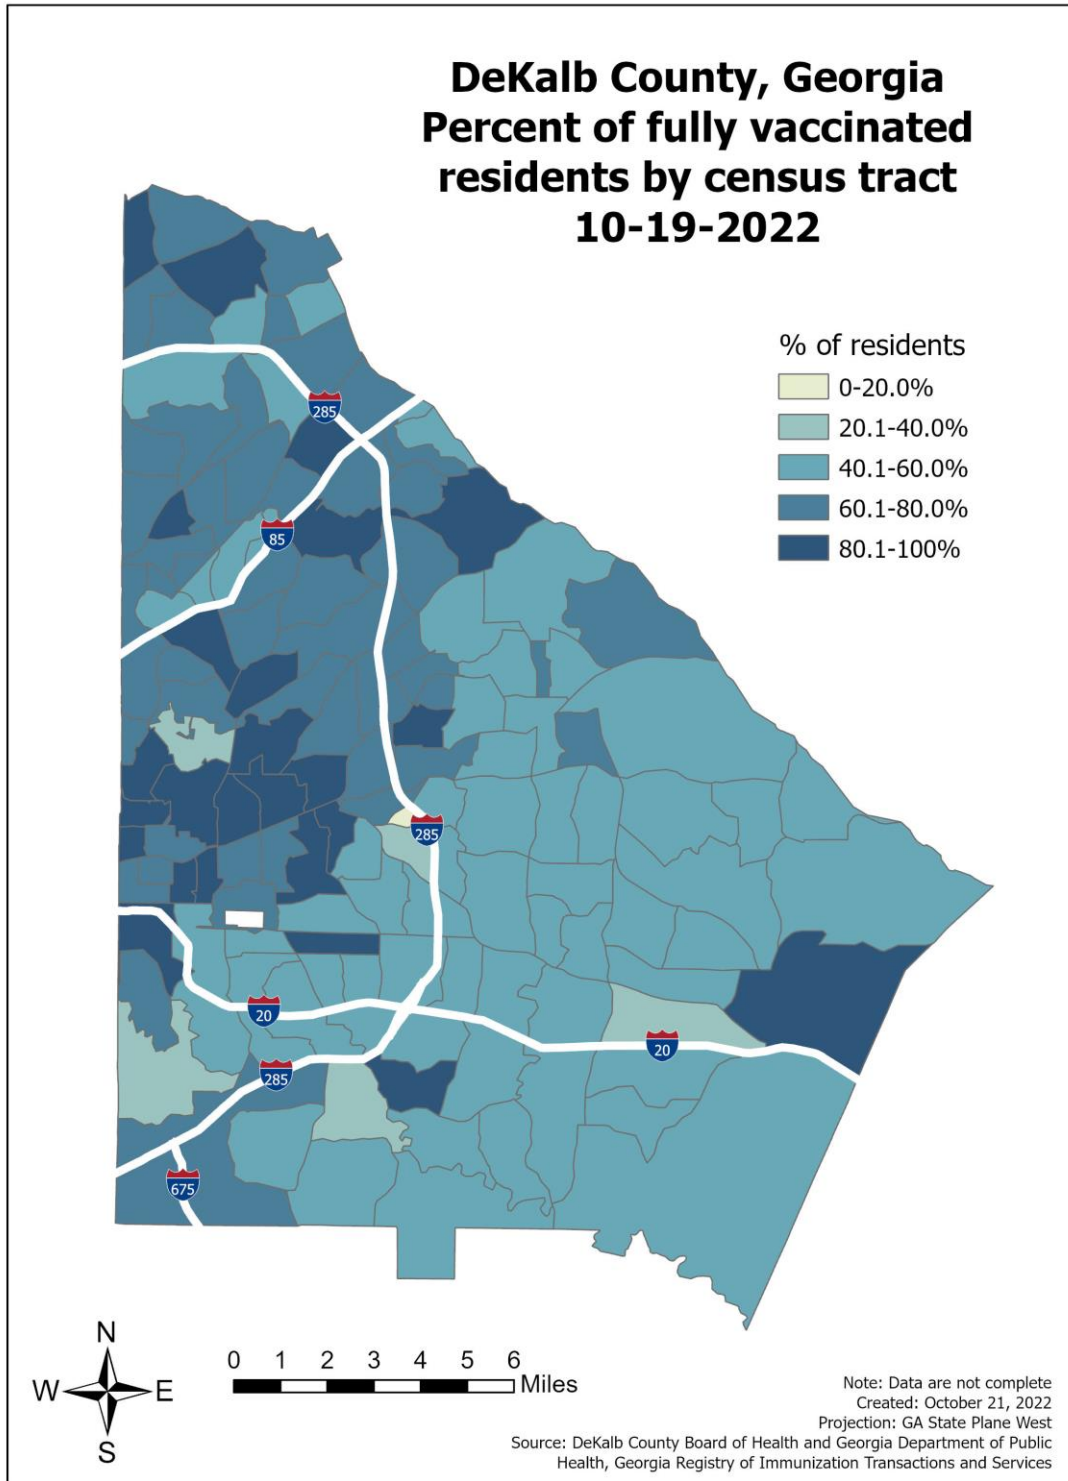 DeKalb County, Georgia
Percent of fully vaccinated
residents by census tract
10-19-2022
% of residents
0-20.0%
20.1-40.0%
40.1-60.0%
60.1-80.0%
80.1-100%
285
85
285
20
20
285
675
N
W E
S
0 1 2 3 4 5 6
Miles
Note: Data are not complete
Created: October 21, 2022
Projection: GA State Plane West
Source: DeKalb County Board of Health and Georgia Department of Public
Health, Georgia Registry of Immunization Transactions and Services